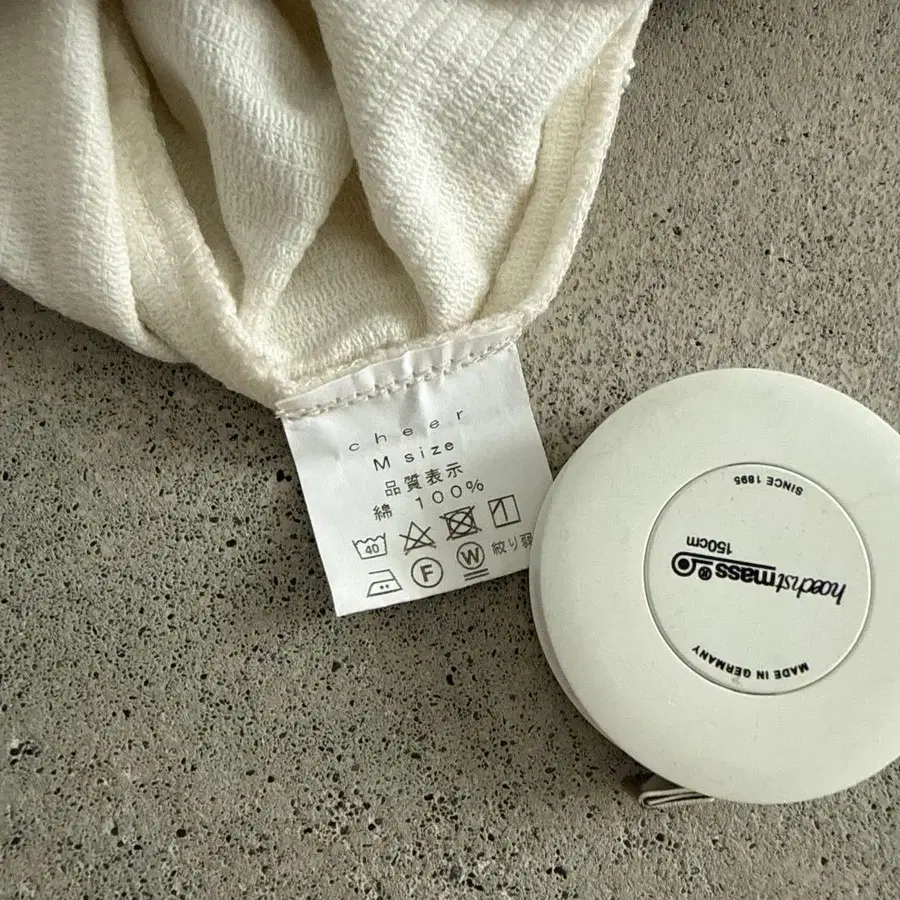 cheer
M size
品質表示
綿 100%
40
絞り弱
F W
SINCE 1895
150cm
hoechstmass®
MADE IN GERMANY